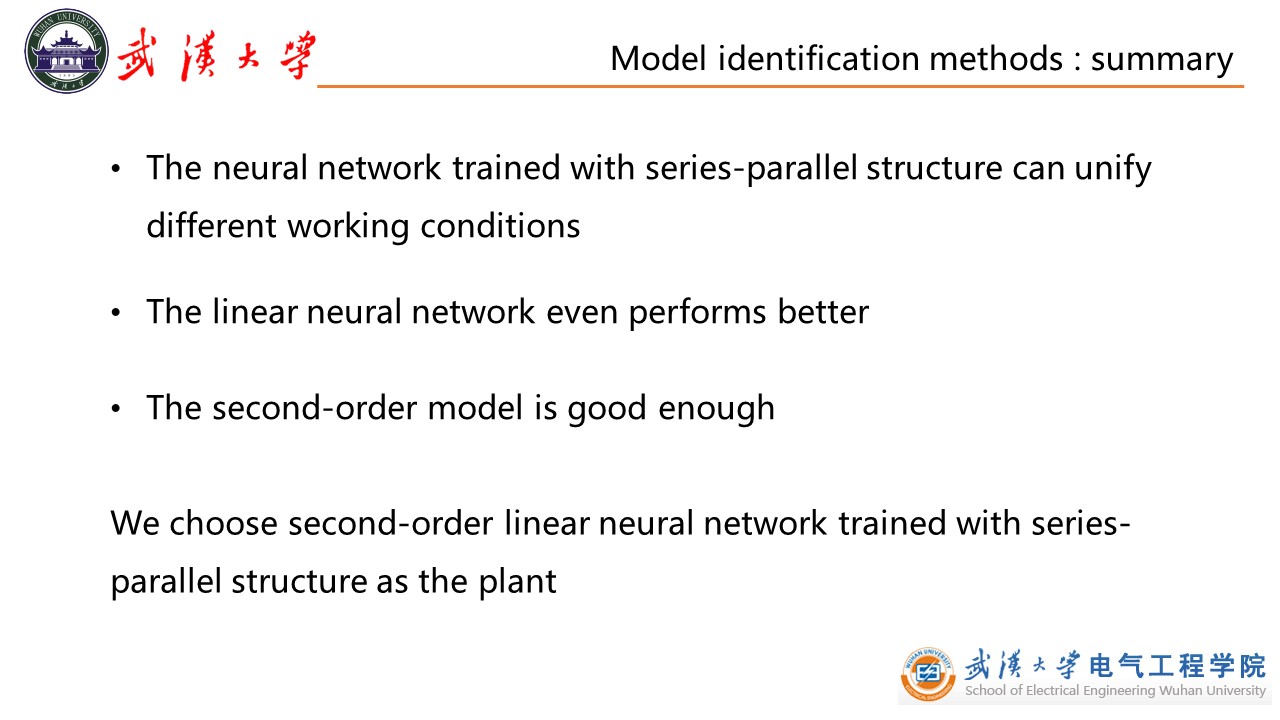 WUHAN UNIVERSITY
武漢大学
Model identification methods : summary
• The neural network trained with series-parallel structure can unify
different working conditions
• The linear neural network even performs better
• The second-order model is good enough
We choose second-order linear neural network trained with series-
parallel structure as the plant
WUHAN UNIVERSITY
武漢大学电气工程学院
School of Electrical Engineering Wuhan University